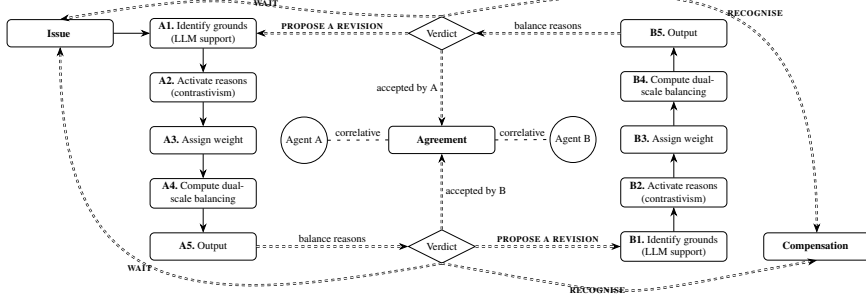 WAIT
RECOGNISE
Issue
A1. Identify grounds
(LLM support)
PROPOSE A REVISION
Verdict
balance reasons
B5. Output
A2. Activate reasons
(contrastivism)
accepted by A
B4. Compute dual-
scale balancing
A3. Assign weight
Agent A
correlative
Agreement
correlative
Agent B
B3. Assign weight
A4. Compute dual-
scale balancing
accepted by B
B2. Activate reasons
(contrastivism)
A5. Output
balance reasons
Verdict
PROPOSE A REVISION
B1. Identify grounds
(LLM support)
Compensation
WAIT
RECOGNISE